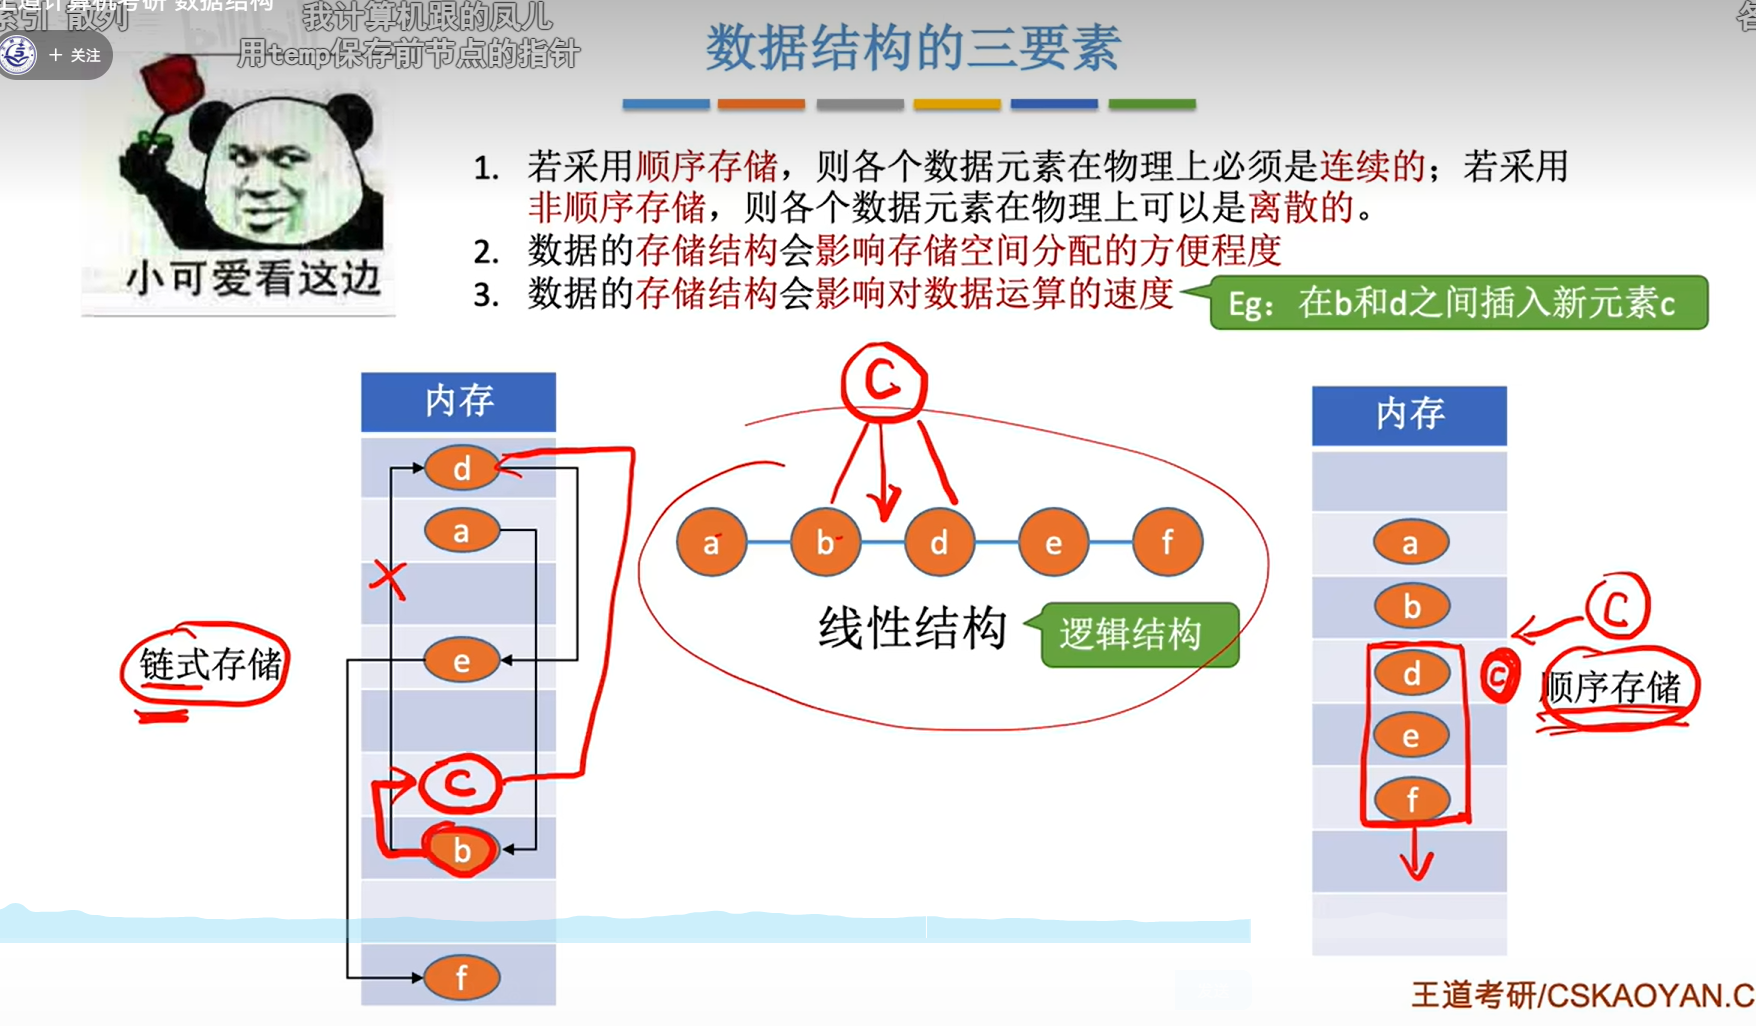 王道计算机考研 数据结构
索引 散列
我计算机跟的凤儿
+ 关注
用temp保存前节点的指针
数据结构的三要素
小可爱看这边
1. 若采用顺序存储，则各个数据元素在物理上必须是连续的；若采用
非顺序存储，则各个数据元素在物理上可以是离散的。
2. 数据的存储结构会影响存储空间分配的方便程度
3. 数据的存储结构会影响对数据运算的速度
Eg：在b和d之间插入新元素c
内存
d
a
e
C
b
f
链式存储
C
a b d e f
线性结构
逻辑结构
内存
a
b
d
e
f
C
C
顺序存储
王道考研/CSKAOYAN.C